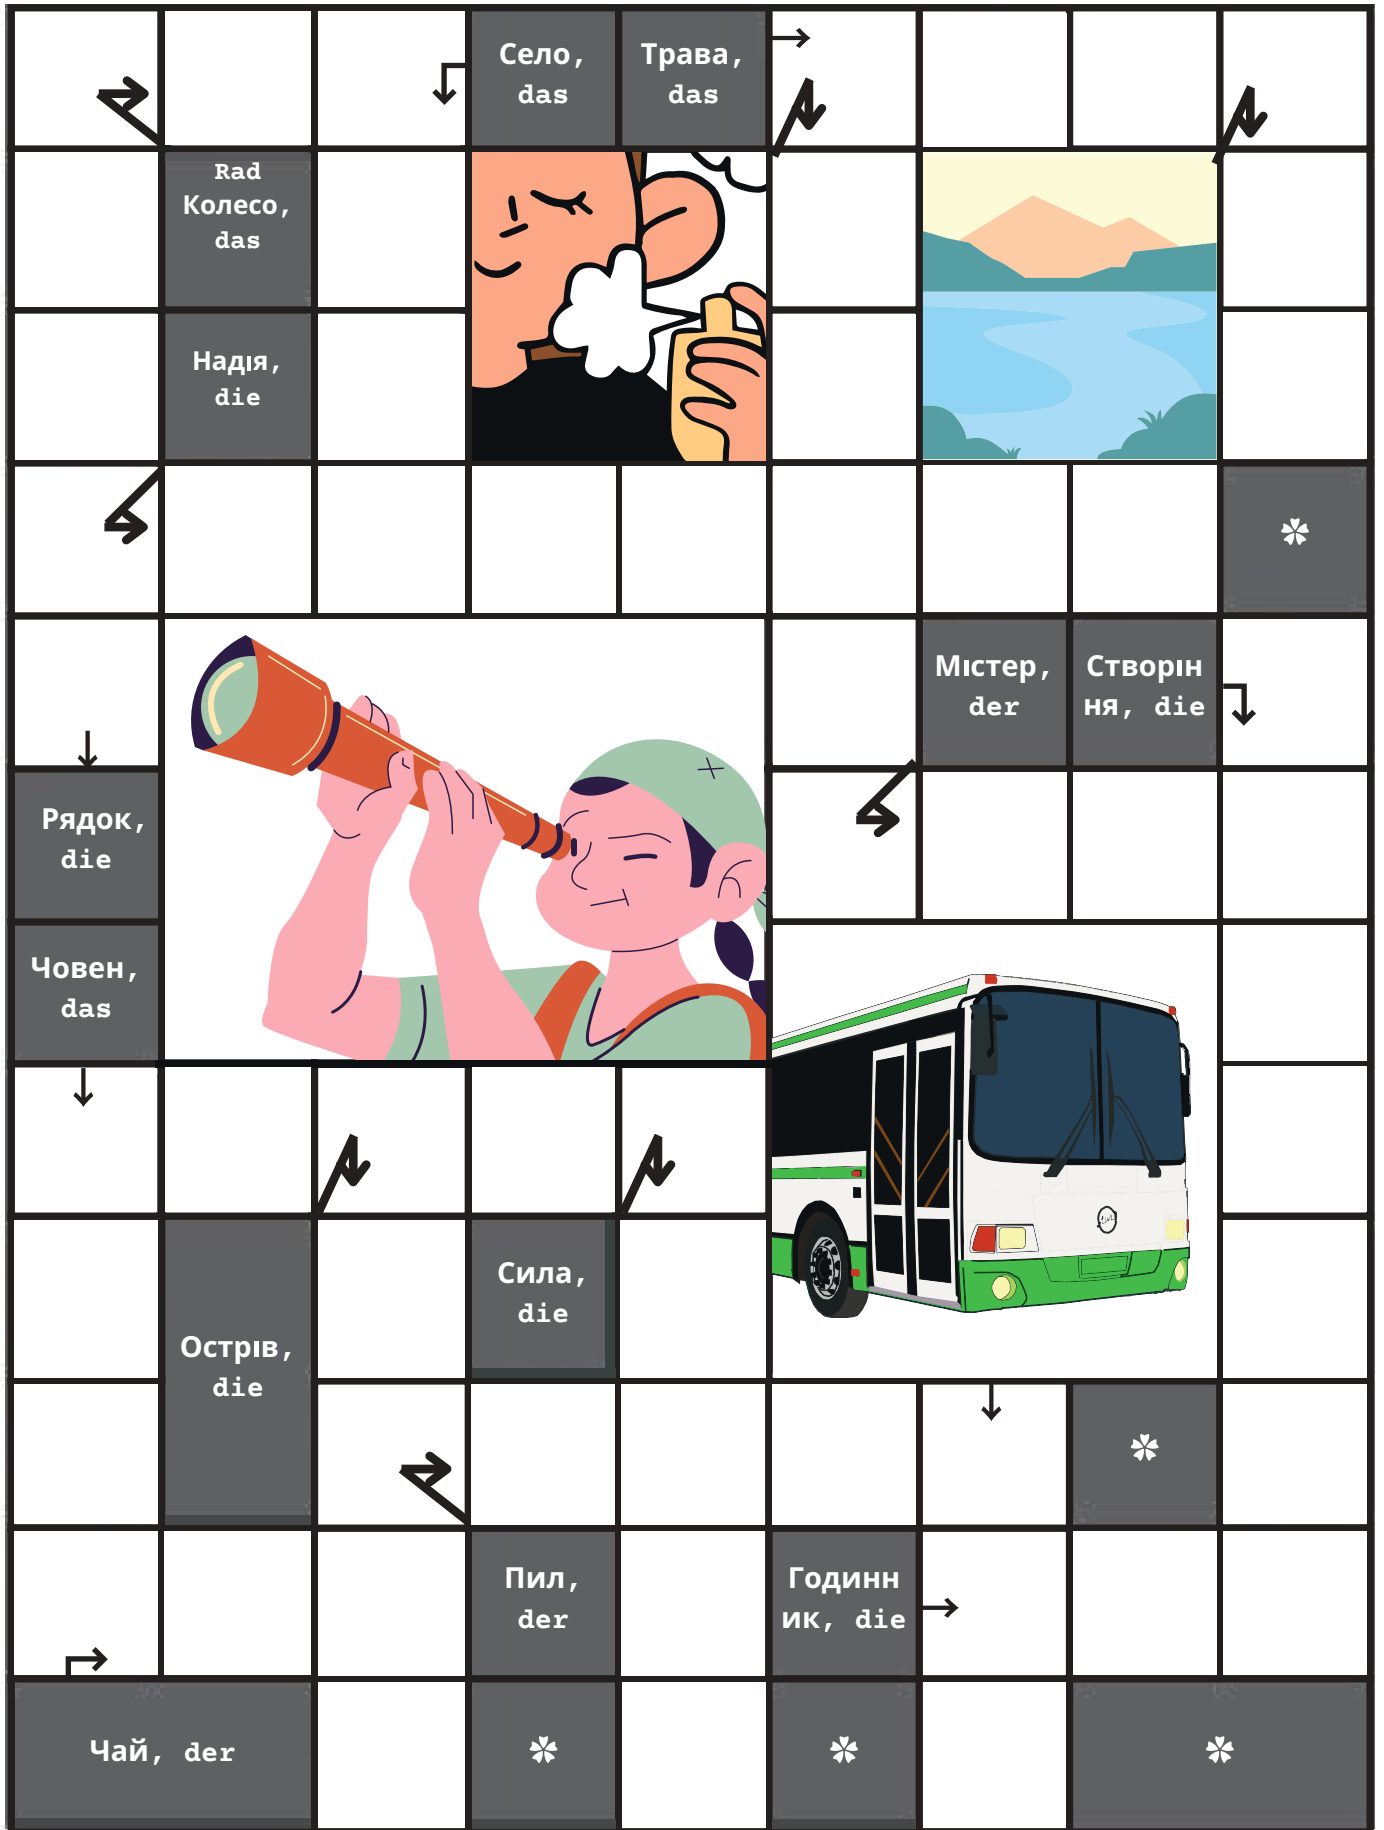 Село,
das
Трава,
das
Rad
Колесо,
das
Надія,
die
Містер,
der
Створін
ня, die
Рядок,
die
Човен,
das
Сила,
die
Острів,
die
Пил,
der
Годинн
ик, die
Чай, der